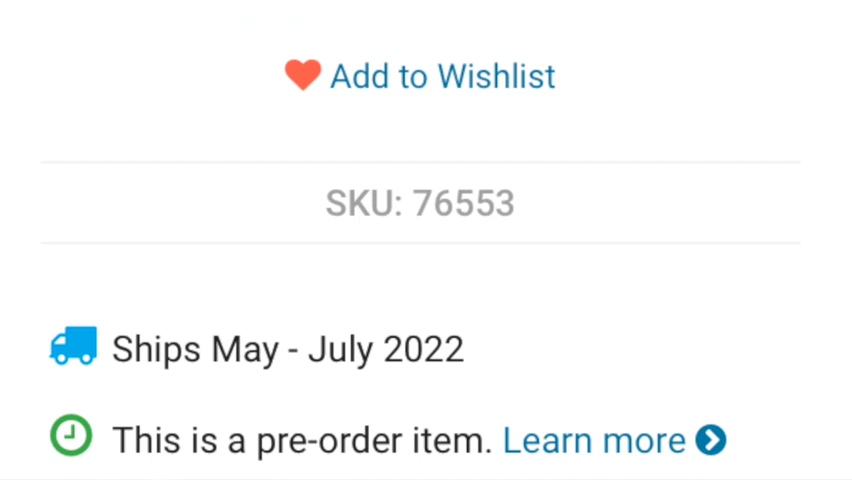 Add to Wishlist
SKU: 76553
Ships May - July 2022
This is a pre-order item. Learn more